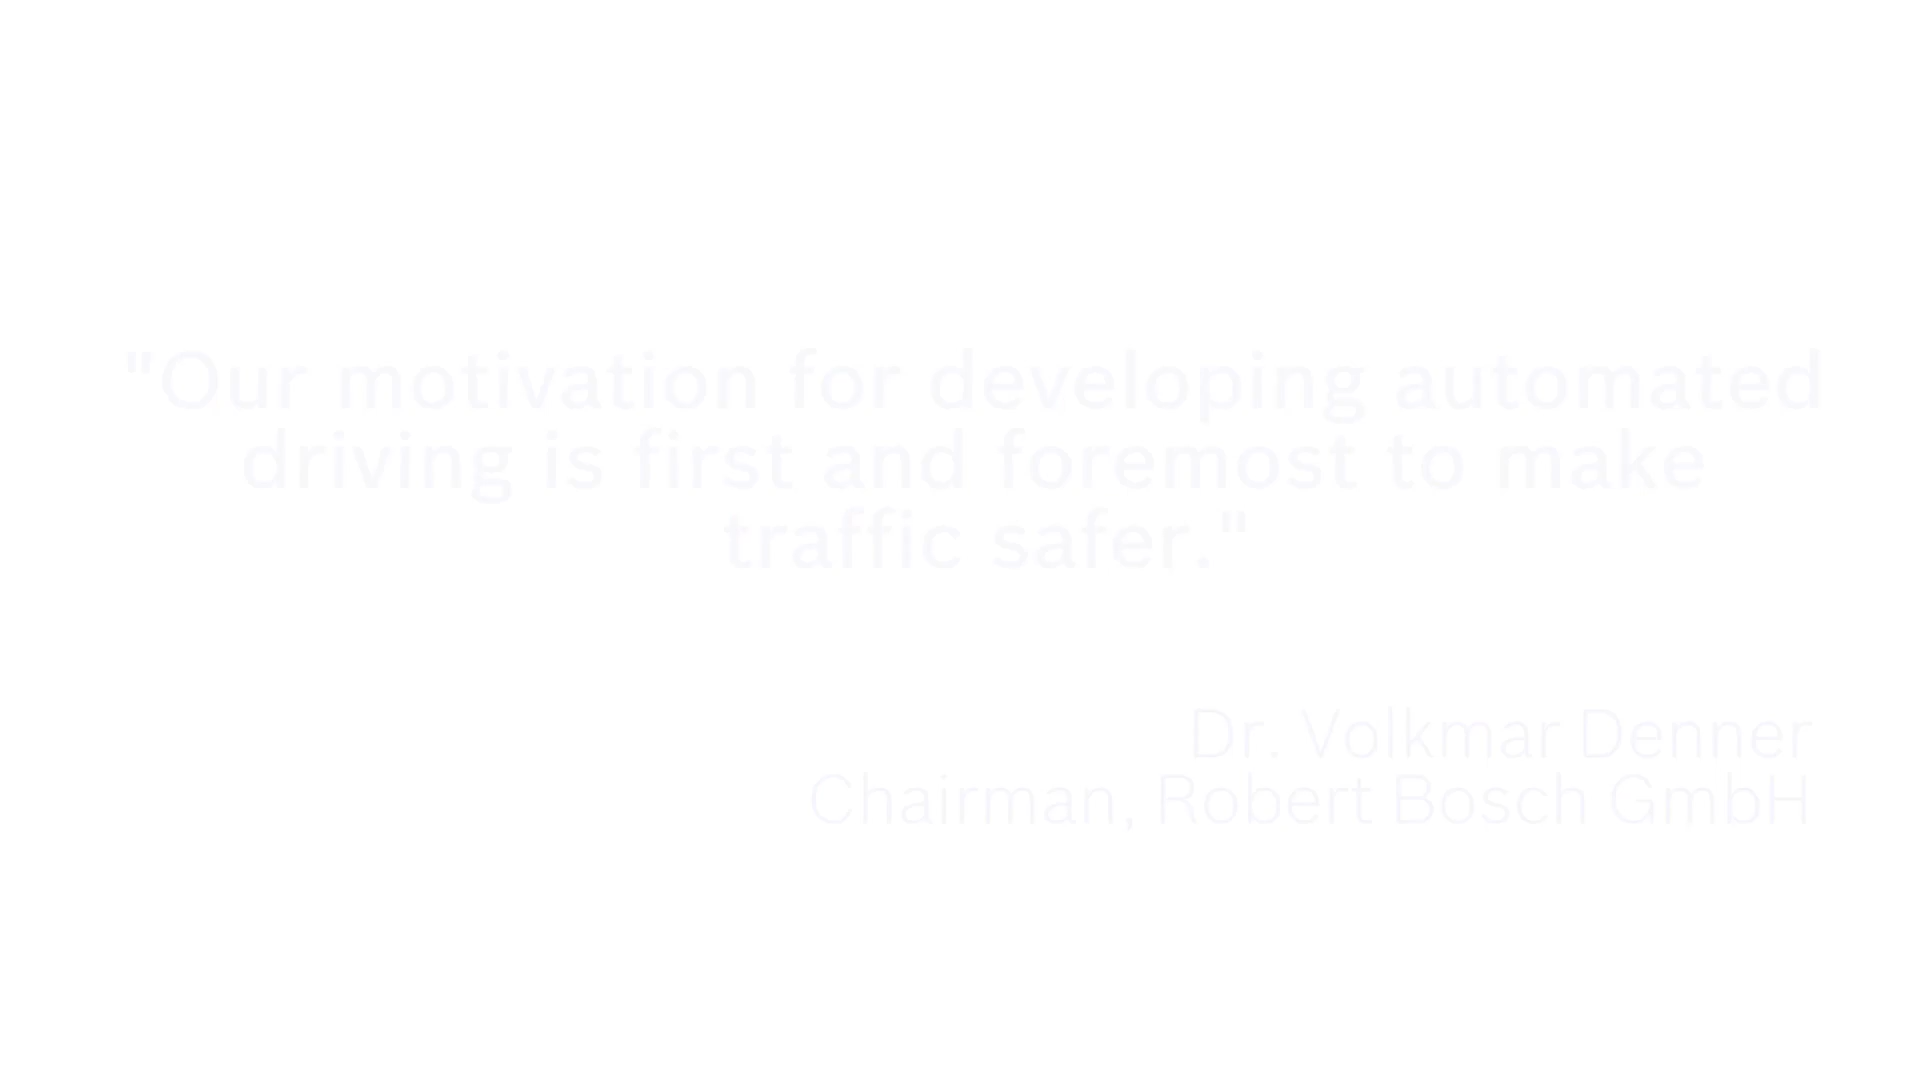 "Our motivation for developing automated
driving is first and foremost to make
traffic safer."
Dr. Volkmar Denner
Chairman, Robert Bosch GmbH